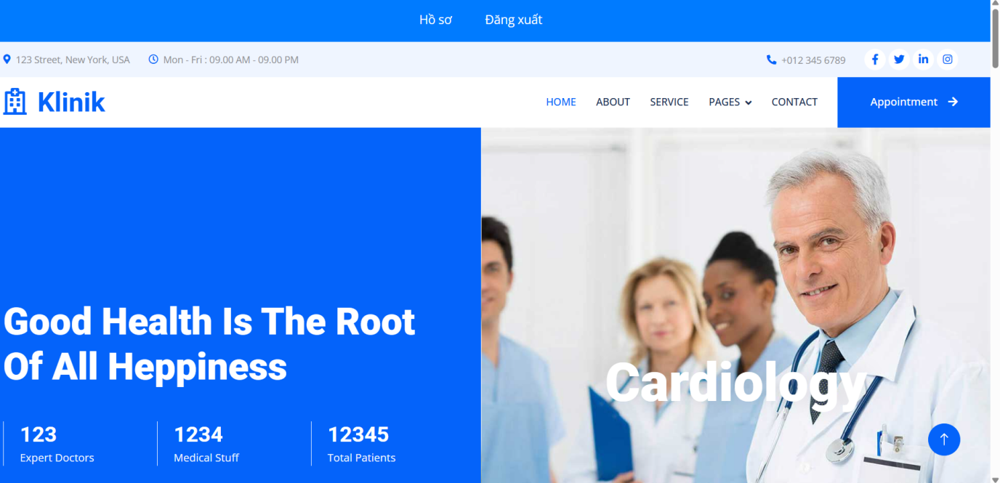 Hồ sơ Đăng xuất
123 Street, New York, USA Mon - Fri : 09.00 AM - 09.00 PM +012 345 6789
Klinik HOME ABOUT SERVICE PAGES CONTACT Appointment
Good Health Is The Root
Of All Heppiness
Cardiology
123 1234 12345
Expert Doctors Medical Stuff Total Patients